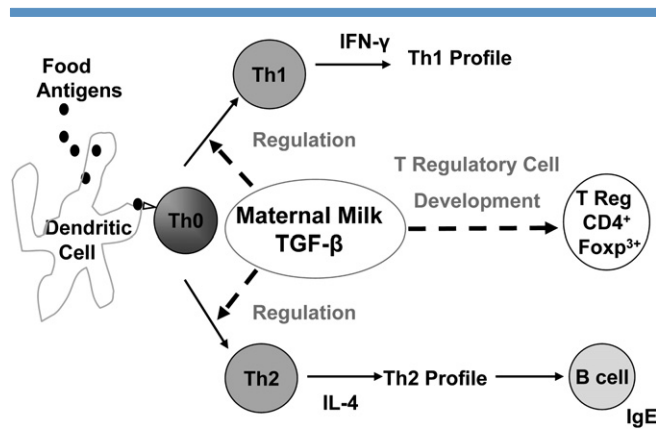 Food
Antigens
Dendritic
Cell
Th0
Th1
IFN-γ
Th1 Profile
Regulation
Maternal Milk
TGF-β
T Regulatory Cell
Development
T Reg
CD4⁺
Foxp³⁺
Regulation
Th2
IL-4
Th2 Profile
B cell
IgE